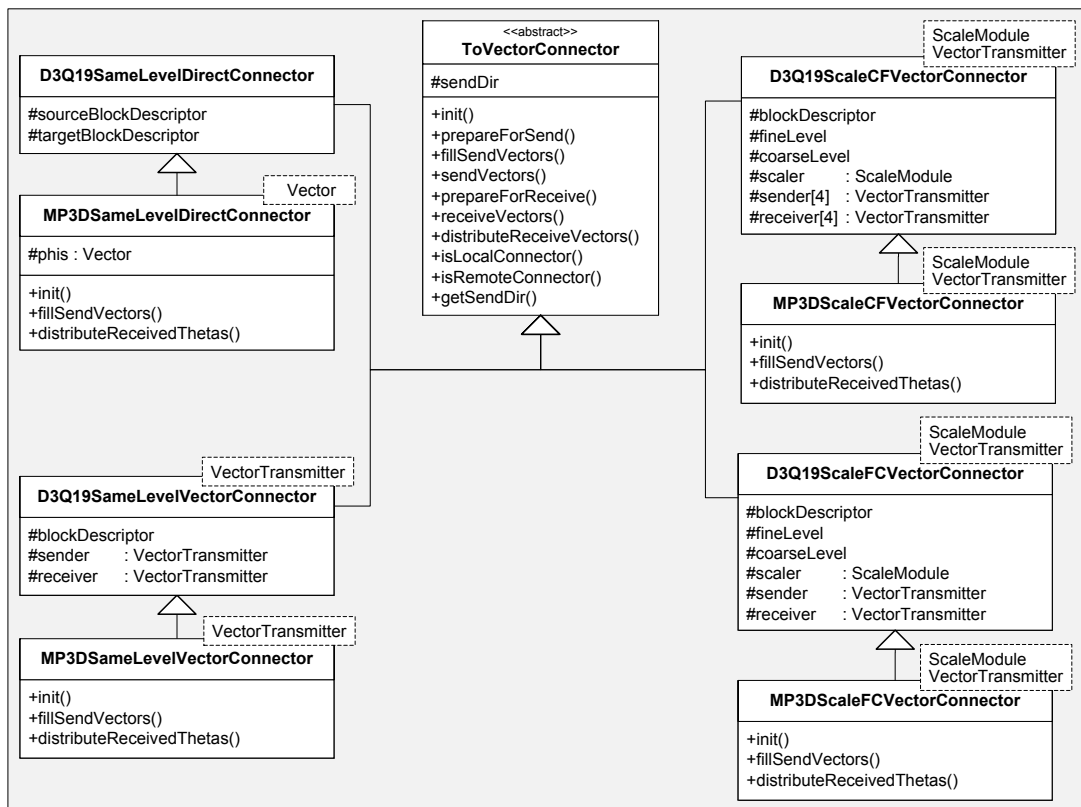 <<abstract>>
ToVectorConnector
#sendDir
+init()
+prepareForSend()
+fillSendVectors()
+sendVectors()
+prepareForReceive()
+receiveVectors()
+distributeReceiveVectors()
+isLocalConnector()
+isRemoteConnector()
+getSendDir()
D3Q19SameLevelDirectConnector
#sourceBlockDescriptor
#targetBlockDescriptor
Vector
MP3DSameLevelDirectConnector
#phis : Vector
+init()
+fillSendVectors()
+distributeReceivedThetas()
VectorTransmitter
D3Q19SameLevelVectorConnector
#blockDescriptor
#sender : VectorTransmitter
#receiver : VectorTransmitter
VectorTransmitter
MP3DSameLevelVectorConnector
+init()
+fillSendVectors()
+distributeReceivedThetas()
ScaleModule
VectorTransmitter
D3Q19ScaleCFVectorConnector
#blockDescriptor
#fineLevel
#coarseLevel
#scaler : ScaleModule
#sender[4] : VectorTransmitter
#receiver[4] : VectorTransmitter
ScaleModule
VectorTransmitter
MP3DScaleCFVectorConnector
+init()
+fillSendVectors()
+distributeReceivedThetas()
ScaleModule
VectorTransmitter
D3Q19ScaleFCVectorConnector
#blockDescriptor
#fineLevel
#coarseLevel
#scaler : ScaleModule
#sender : VectorTransmitter
#receiver : VectorTransmitter
ScaleModule
VectorTransmitter
MP3DScaleFCVectorConnector
+init()
+fillSendVectors()
+distributeReceivedThetas()